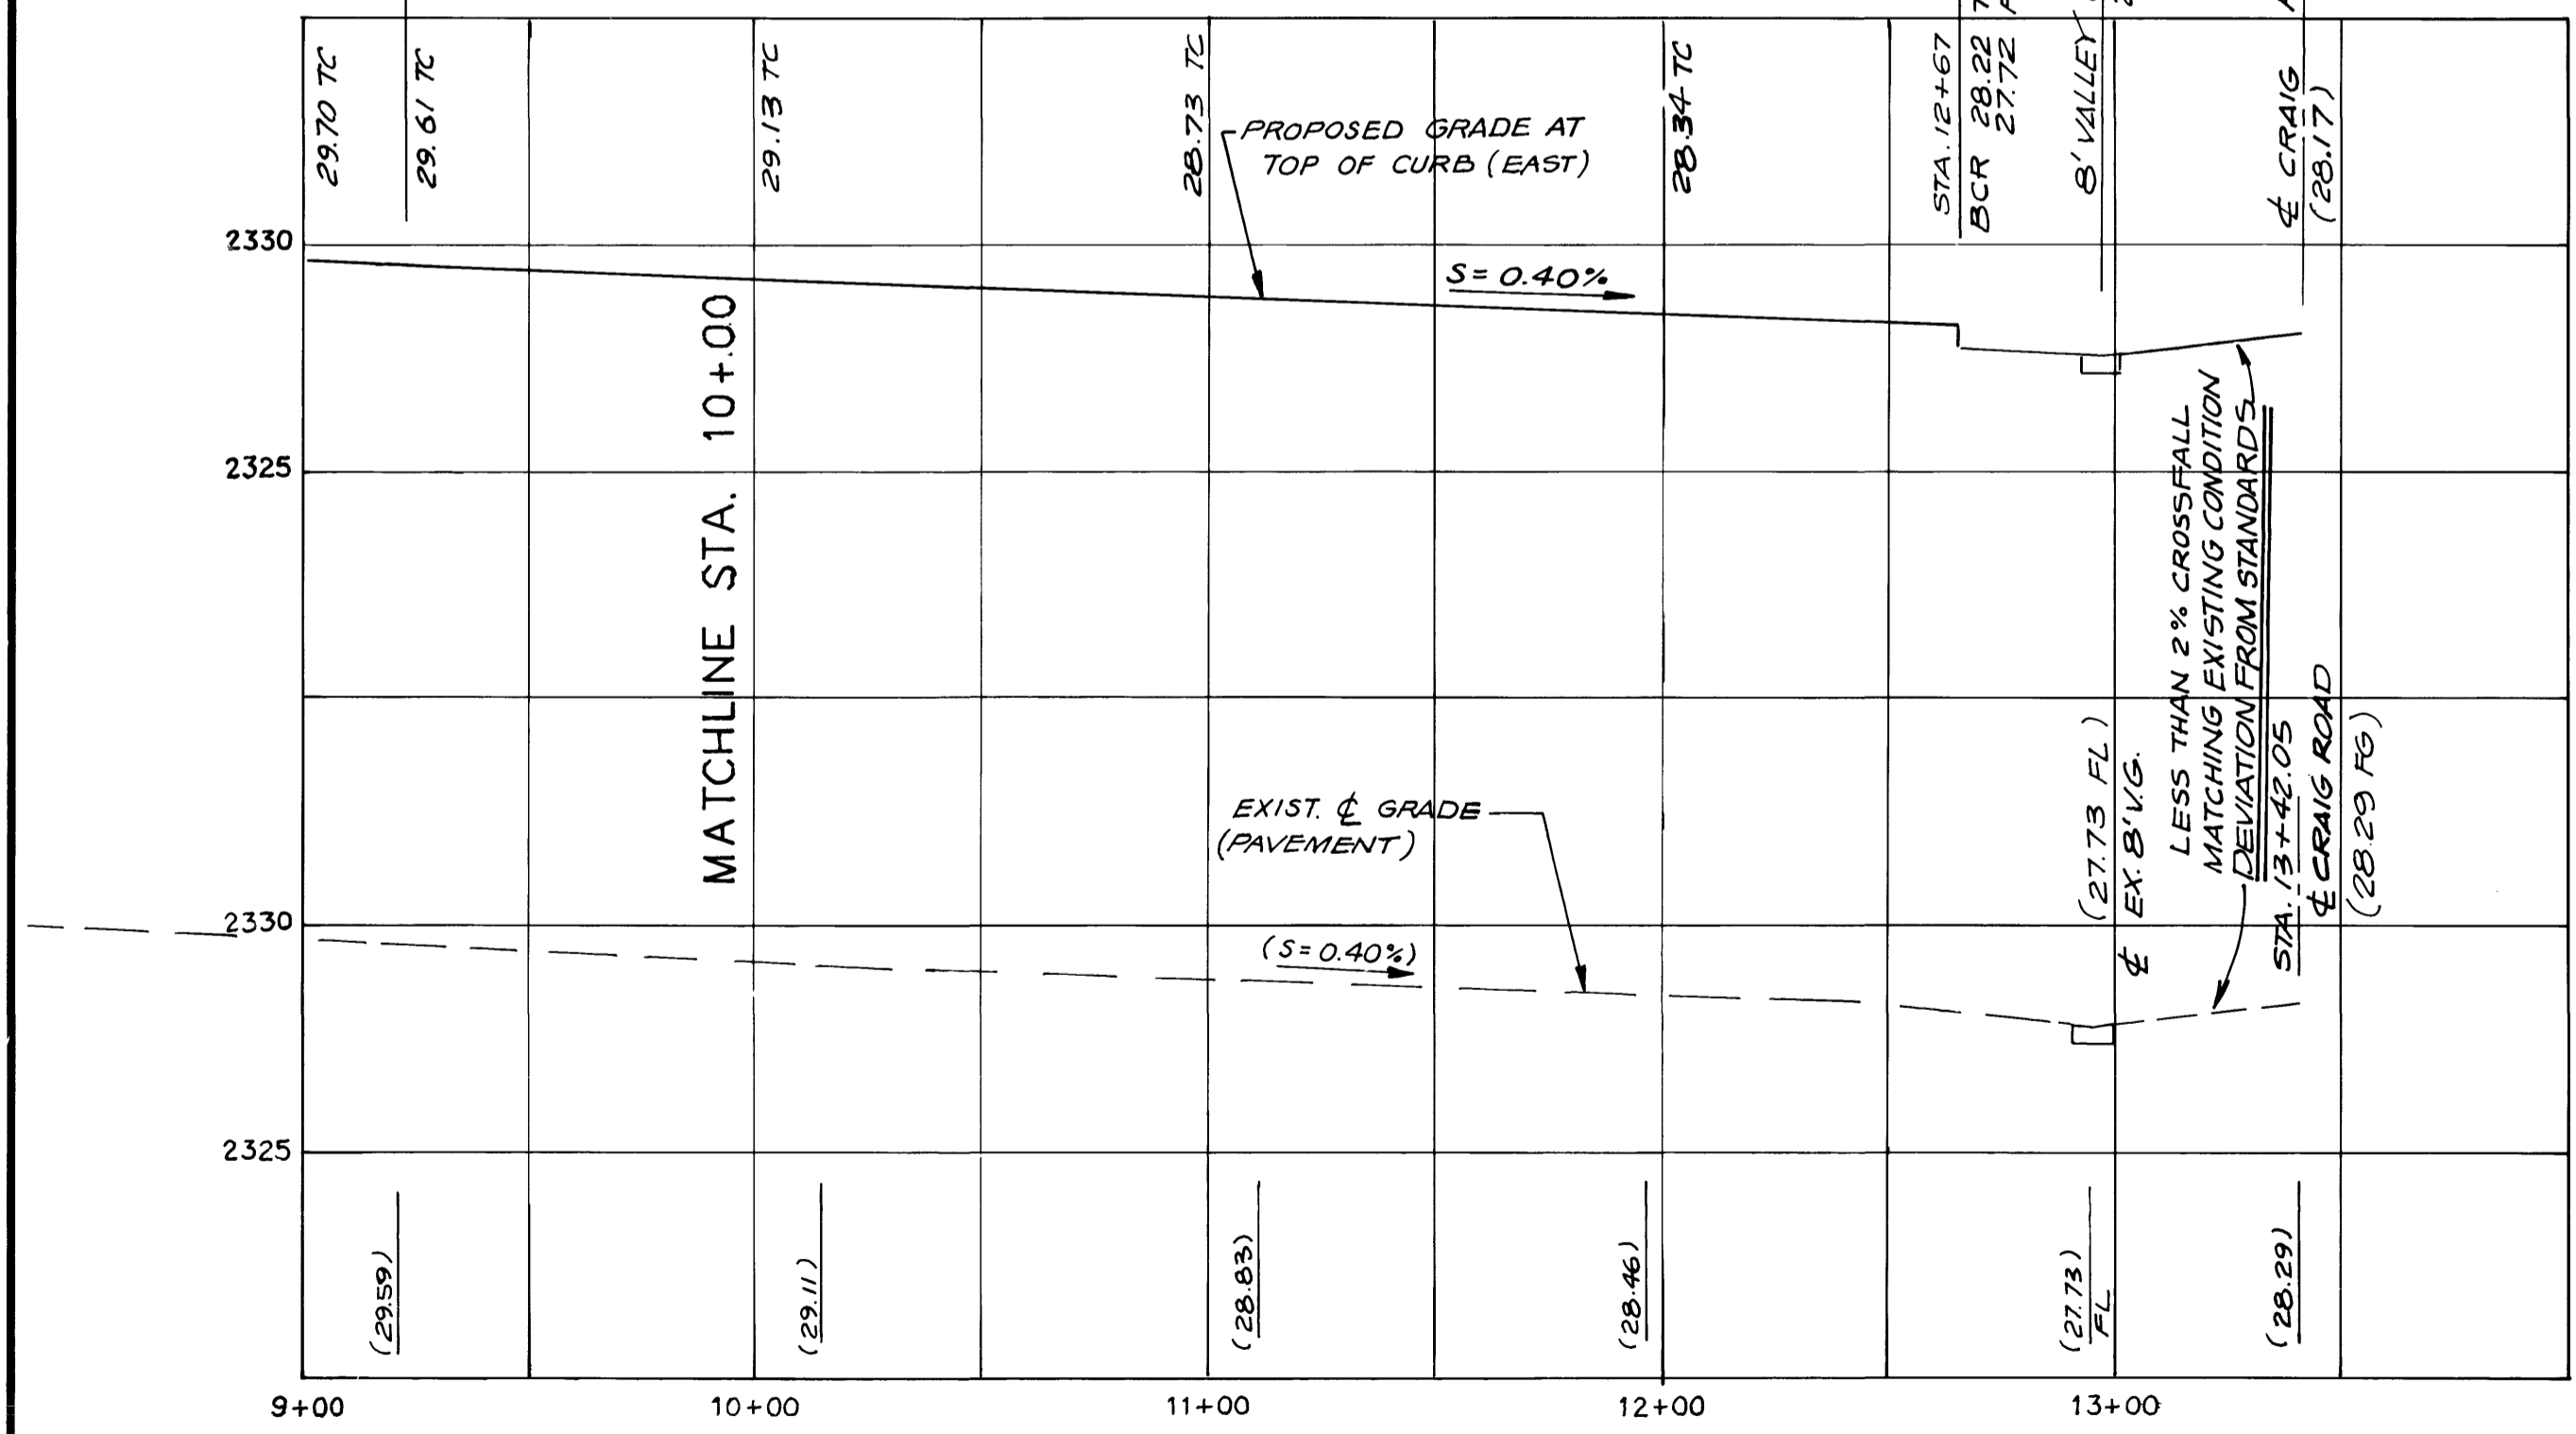 29.70 TC
29.61 TC
29.13 TC
28.73 TC
28.34 TC
STA. 12+67
BCR 28.22
27.72
8' VALLEY
℄ CRAIG
(28.17)
PROPOSED GRADE AT
TOP OF CURB (EAST)
S= 0.40%
2330
2325
MATCHLINE STA. 10+00
LESS THAN 2% CROSSFALL
MATCHING EXISTING CONDITION
DEVIATION FROM STANDARDS
(27.73 FL)
℄ EX. 8' V.G.
STA. 13+42.05
℄ CRAIG ROAD
(28.29 FG)
EXIST. ℄ GRADE
(PAVEMENT)
(S=0.40%)
2330
2325
(29.59)
(29.11)
(28.83)
(28.46)
(27.73)
FL
(28.29)
9+00
10+00
11+00
12+00
13+00